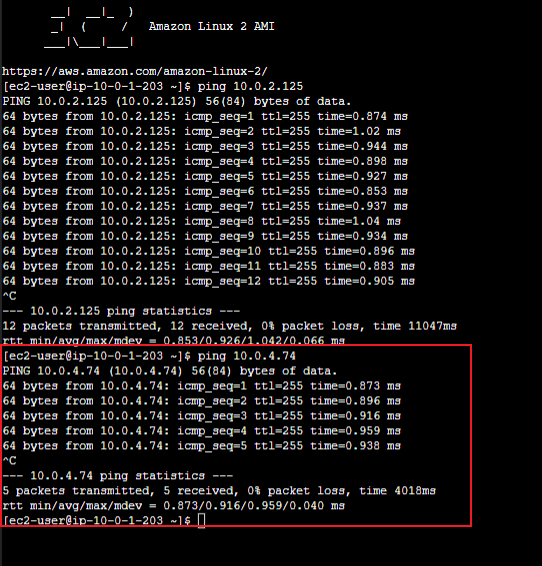 __|  __|_  )
       _|  (     /   Amazon Linux 2 AMI
      ___|\___|___|
https://aws.amazon.com/amazon-linux-2/
[ec2-user@ip-10-0-1-203 ~]$ ping 10.0.2.125
PING 10.0.2.125 (10.0.2.125) 56(84) bytes of data.
64 bytes from 10.0.2.125: icmp_seq=1 ttl=255 time=0.874 ms
64 bytes from 10.0.2.125: icmp_seq=2 ttl=255 time=1.02 ms
64 bytes from 10.0.2.125: icmp_seq=3 ttl=255 time=0.944 ms
64 bytes from 10.0.2.125: icmp_seq=4 ttl=255 time=0.898 ms
64 bytes from 10.0.2.125: icmp_seq=5 ttl=255 time=0.927 ms
64 bytes from 10.0.2.125: icmp_seq=6 ttl=255 time=0.853 ms
64 bytes from 10.0.2.125: icmp_seq=7 ttl=255 time=0.937 ms
64 bytes from 10.0.2.125: icmp_seq=8 ttl=255 time=1.04 ms
64 bytes from 10.0.2.125: icmp_seq=9 ttl=255 time=0.934 ms
64 bytes from 10.0.2.125: icmp_seq=10 ttl=255 time=0.896 ms
64 bytes from 10.0.2.125: icmp_seq=11 ttl=255 time=0.883 ms
64 bytes from 10.0.2.125: icmp_seq=12 ttl=255 time=0.905 ms
^C
--- 10.0.2.125 ping statistics ---
12 packets transmitted, 12 received, 0% packet loss, time 11047ms
rtt min/avg/max/mdev = 0.853/0.926/1.042/0.066 ms
[ec2-user@ip-10-0-1-203 ~]$ ping 10.0.4.74
PING 10.0.4.74 (10.0.4.74) 56(84) bytes of data.
64 bytes from 10.0.4.74: icmp_seq=1 ttl=255 time=0.873 ms
64 bytes from 10.0.4.74: icmp_seq=2 ttl=255 time=0.896 ms
64 bytes from 10.0.4.74: icmp_seq=3 ttl=255 time=0.916 ms
64 bytes from 10.0.4.74: icmp_seq=4 ttl=255 time=0.959 ms
64 bytes from 10.0.4.74: icmp_seq=5 ttl=255 time=0.938 ms
^C
--- 10.0.4.74 ping statistics ---
5 packets transmitted, 5 received, 0% packet loss, time 4018ms
rtt min/avg/max/mdev = 0.873/0.916/0.959/0.040 ms
[ec2-user@ip-10-0-1-203 ~]$